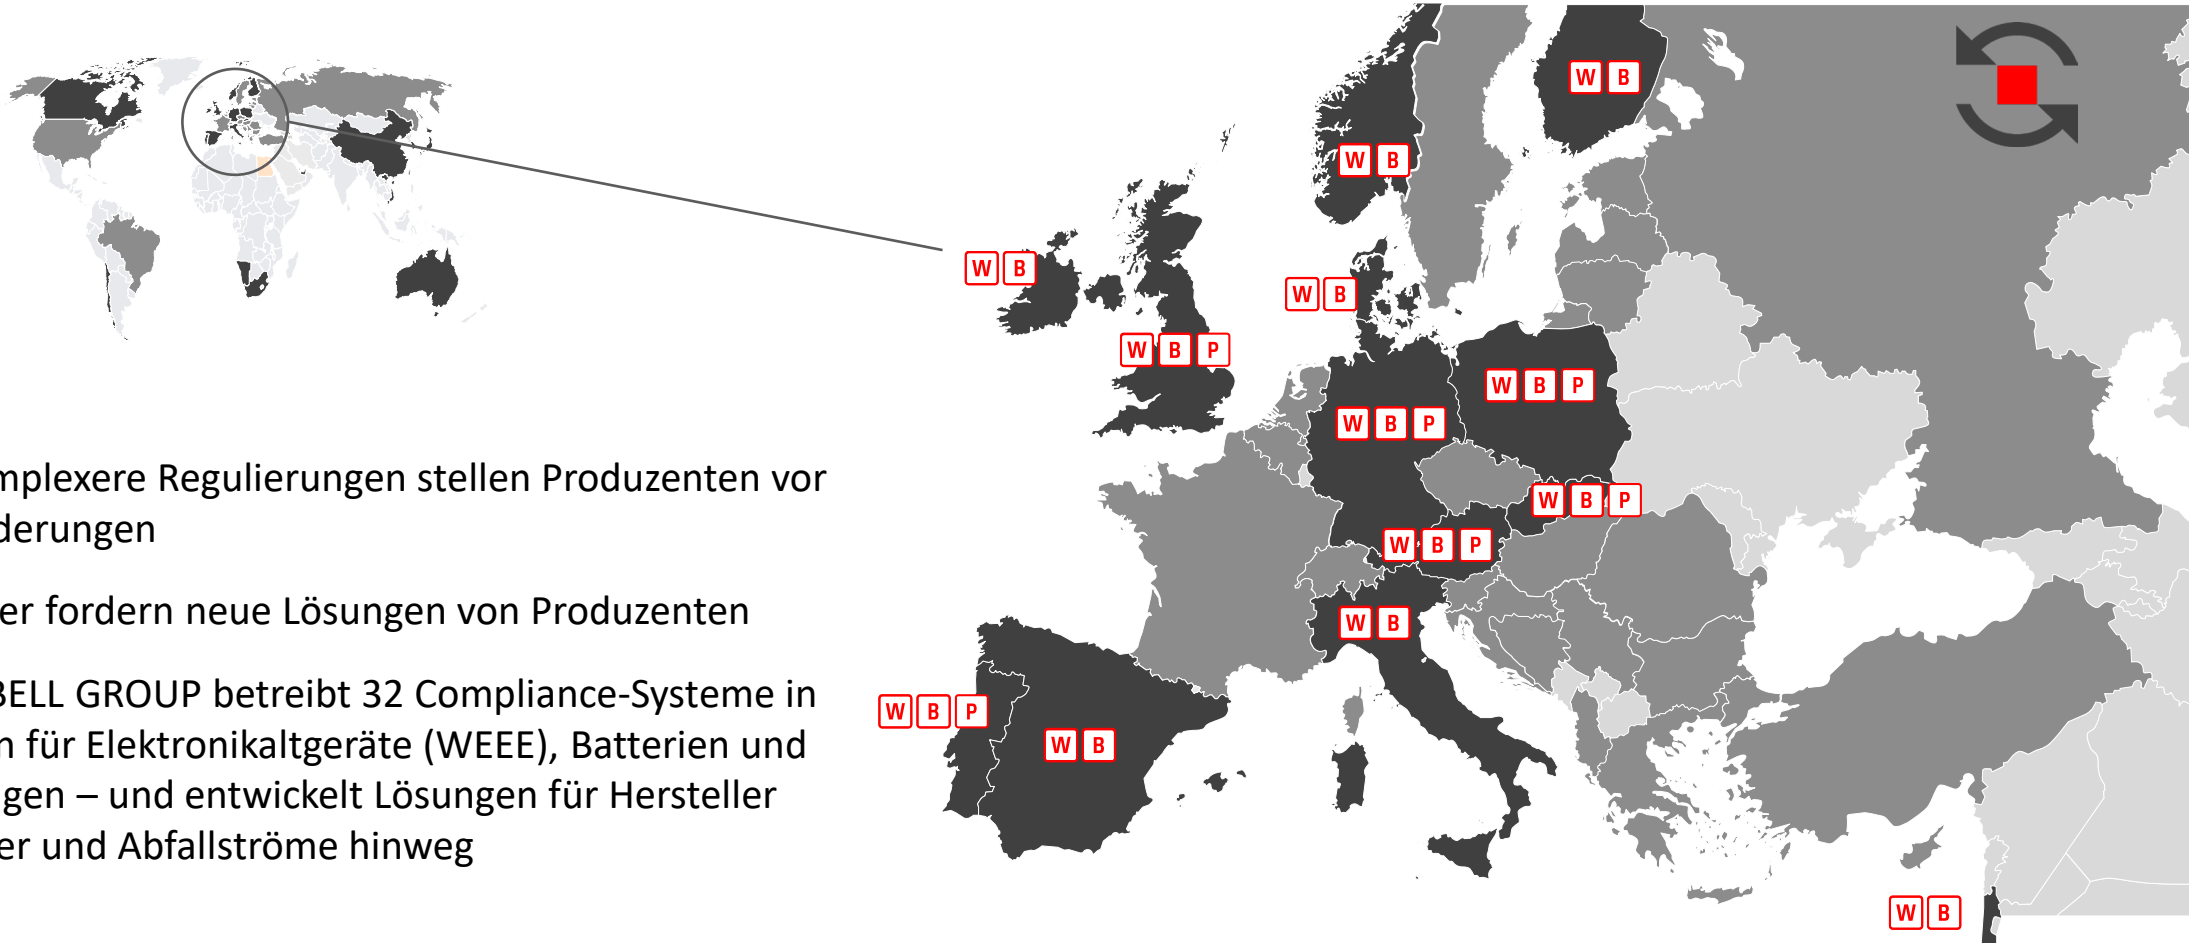 mplexere Regulierungen stellen Produzenten vor
derungen
er fordern neue Lösungen von Produzenten
BELL GROUP betreibt 32 Compliance-Systeme in
n für Elektronikaltgeräte (WEEE), Batterien und
gen – und entwickelt Lösungen für Hersteller
er und Abfallströme hinweg
W B
W B
W B
W B
W B P
W B P
W B P
W B P
W B P
W B
W B P
W B
W B